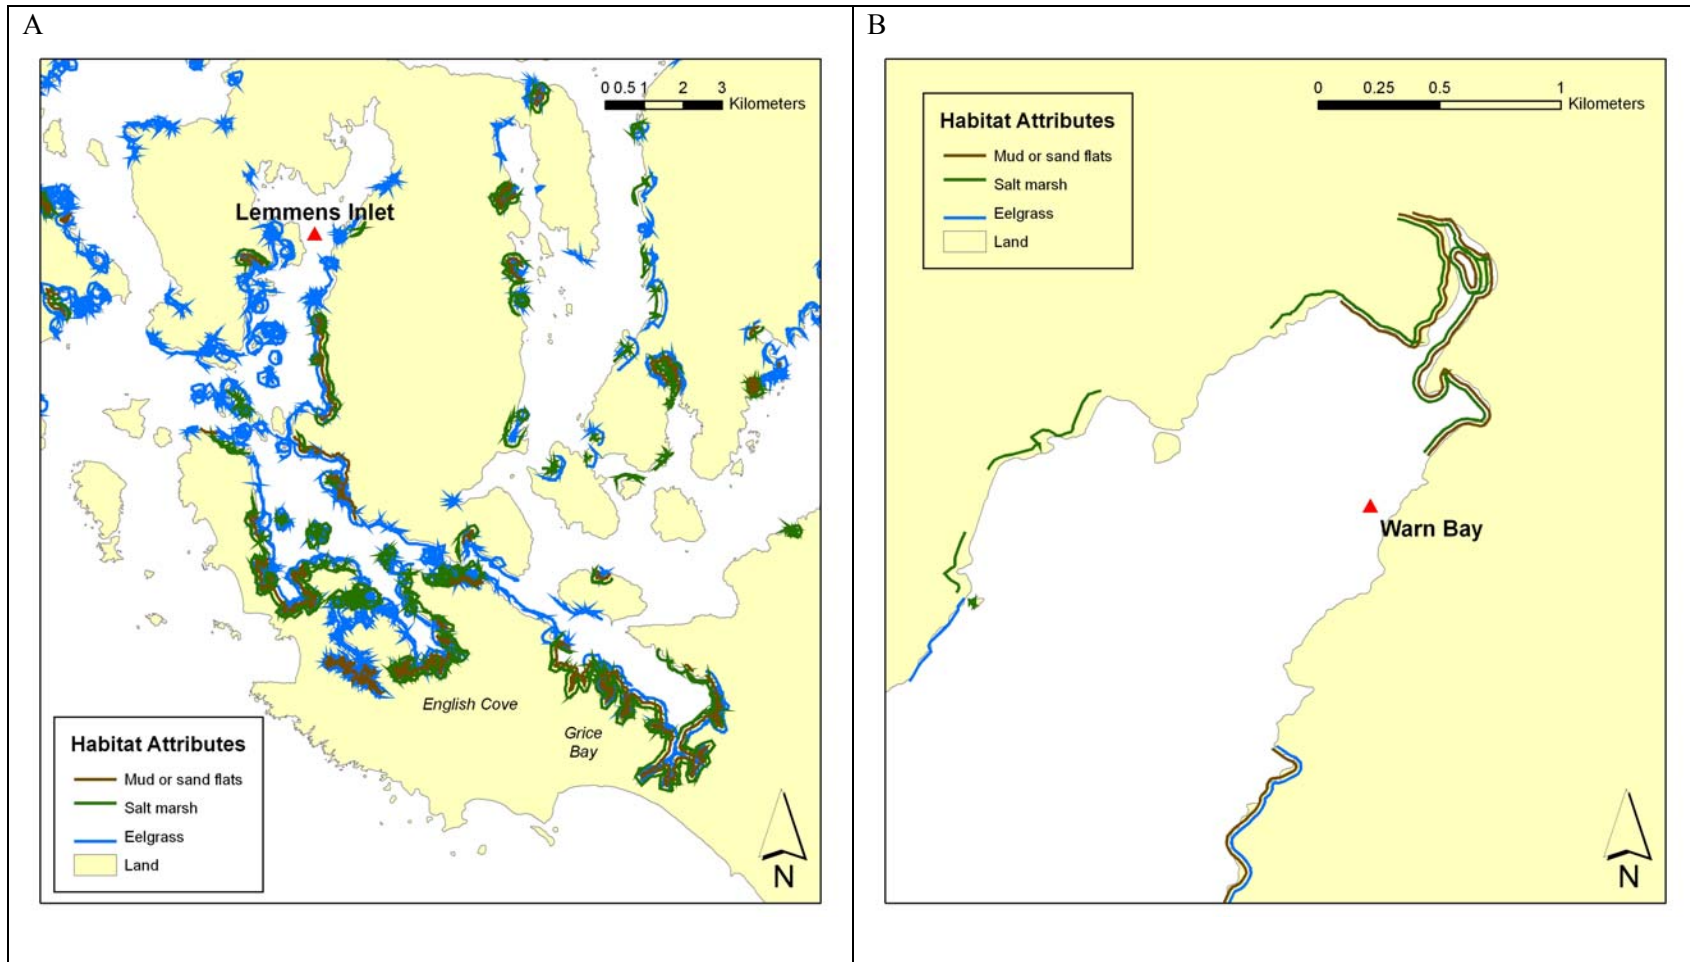 A
0 0.5 1 2 3
Kilometers
Lemmens Inlet
English Cove
Grice
Bay
Habitat Attributes
Mud or sand flats
Salt marsh
Eelgrass
Land
N
B
0 0.25 0.5 1
Kilometers
Habitat Attributes
Mud or sand flats
Salt marsh
Eelgrass
Land
Warn Bay
N